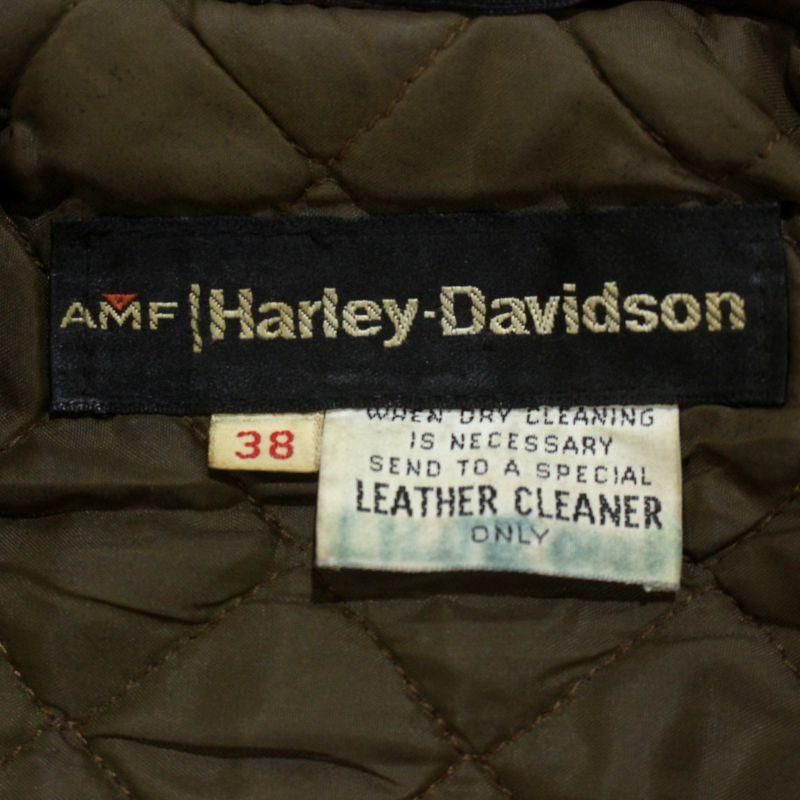 AMF | Harley-Davidson
38
WHEN DRY CLEANING
IS NECESSARY
SEND TO A SPECIAL
LEATHER CLEANER
ONLY